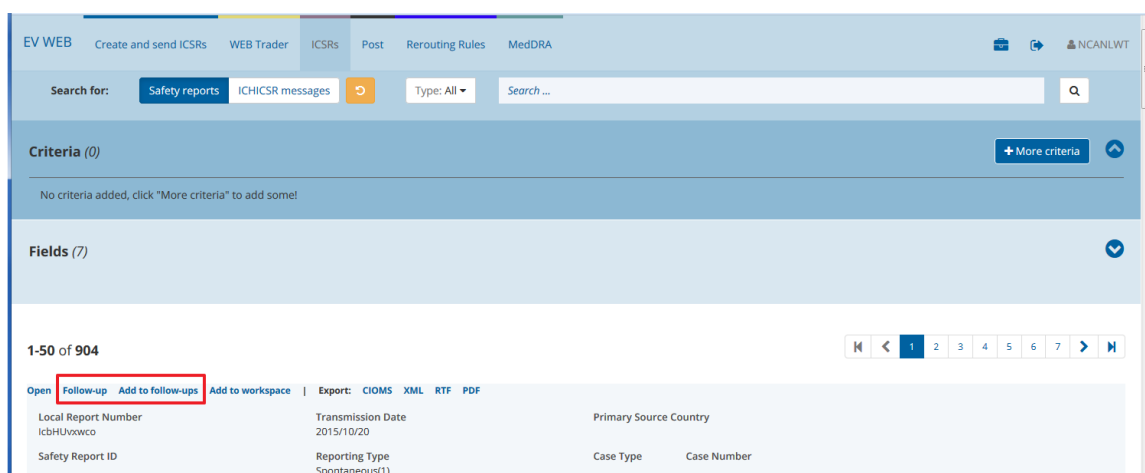 EV WEB Create and send ICSRs WEB Trader ICSRs Post Rerouting Rules MedDRA NCANLWT
Search for: Safety reports ICHICSR messages Type: All Search ...
Criteria (0) + More criteria
No criteria added, click "More criteria" to add some!
Fields (7)
1-50 of 904 1 2 3 4 5 6 7
Open Follow-up Add to follow-ups Add to workspace | Export: CIOMS XML RTF PDF
Local Report Number Transmission Date Primary Source Country
IcbHUvxwco 2015/10/20
Safety Report ID Reporting Type Case Type Case Number
Spontaneous(1)